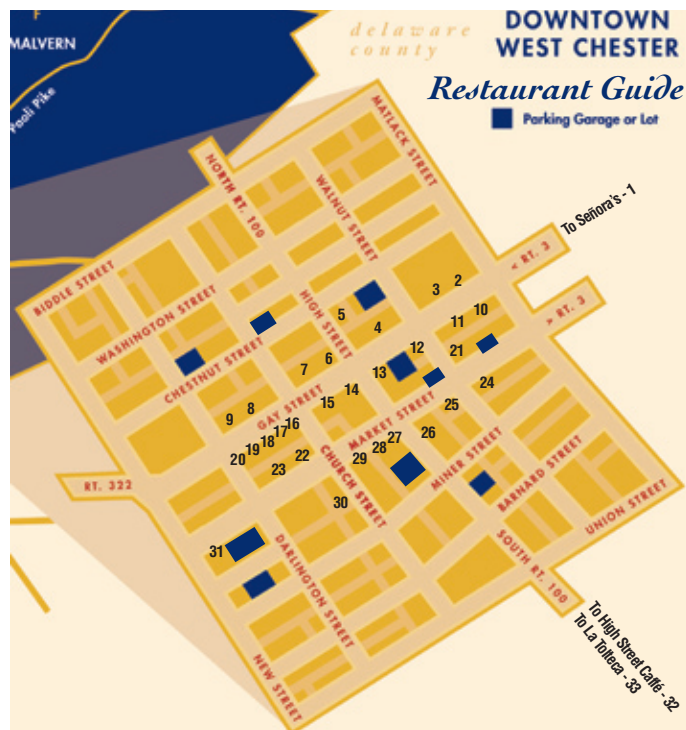 delaware
county
DOWNTOWN
WEST CHESTER
Restaurant Guide
Parking Garage or Lot
MALVERN
Paoli Pike
MATLACK STREET
NORTH RT. 100
WALNUT STREET
To Señora's - 1
< RT. 3
> RT. 3
BIDDLE STREET
WASHINGTON STREET
HIGH STREET
CHESTNUT STREET
GAY STREET
MARKET STREET
CHURCH STREET
MINER STREET
BARNARD STREET
UNION STREET
RT. 322
DARLINGTON STREET
SOUTH RT. 100
NEW STREET
To High Street Caffé - 32
To La Tolteca - 33
2
3
10
5
4
11
12
21
6
7
13
24
14
15
25
8
9
16
17
18
19
20
26
27
28
29
22
23
30
31